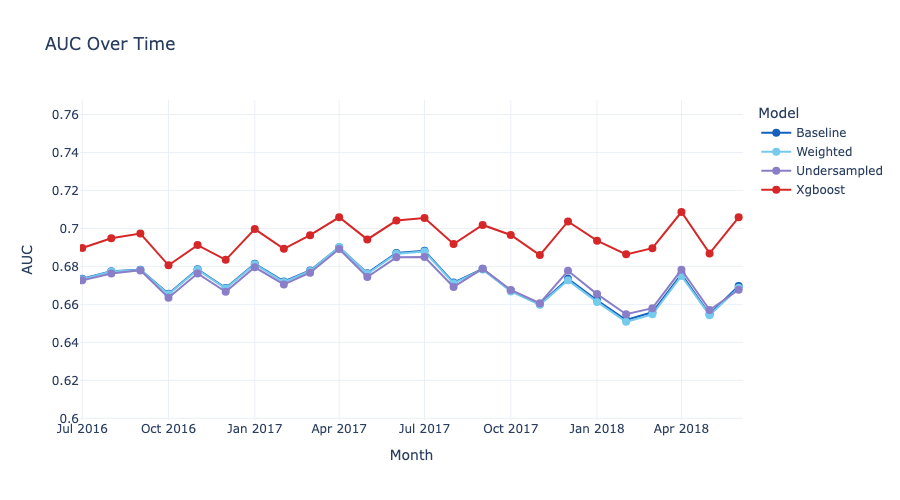 AUC Over Time
Model
Baseline
Weighted
Undersampled
Xgboost
AUC
0.76
0.74
0.72
0.7
0.68
0.66
0.64
0.62
0.6
Jul 2016 Oct 2016 Jan 2017 Apr 2017 Jul 2017 Oct 2017 Jan 2018 Apr 2018
Month